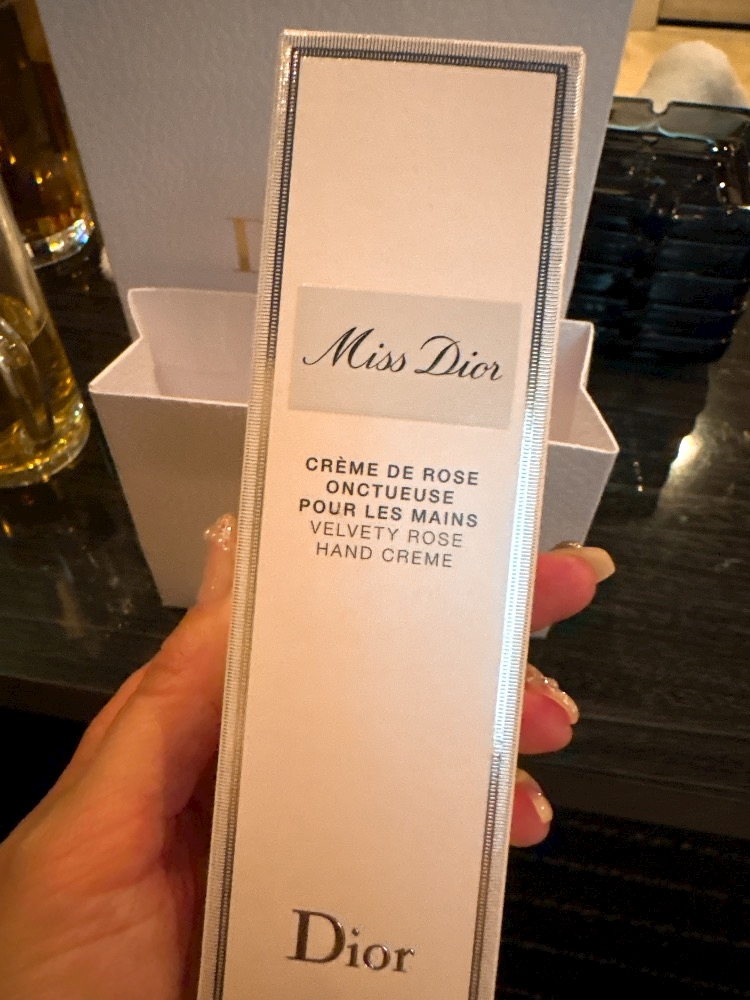 Miss Dior
CRÈME DE ROSE
ONCTUEUSE
POUR LES MAINS
VELVETY ROSE
HAND CREME
Dior